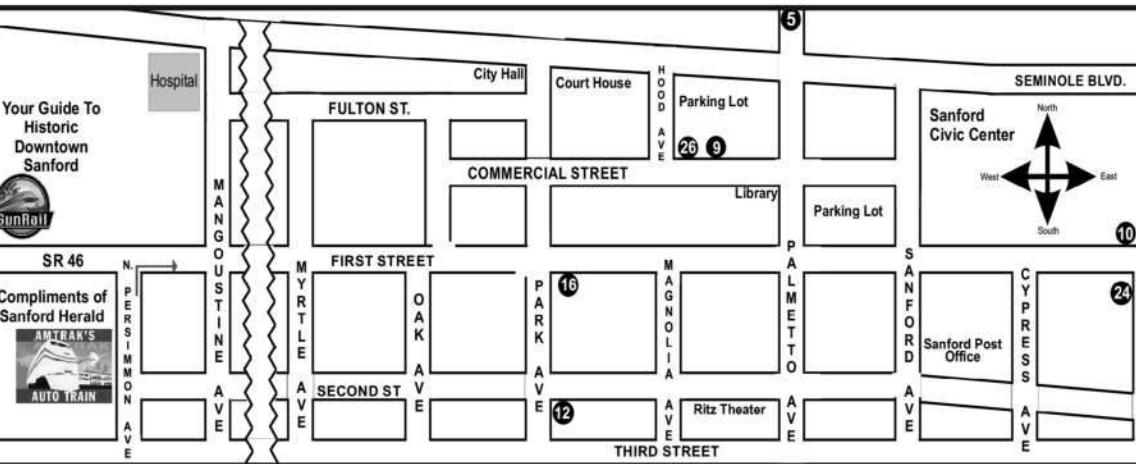 5
SEMINOLE BLVD.
Hospital
City Hall
Court House
HOOD AVE
Parking Lot
26 9
Your Guide To
Historic
Downtown
Sanford
SunRail
FULTON ST.
COMMERCIAL STREET
Sanford
Civic Center
North
West
East
South
10
Library
Parking Lot
MANGOUSTINE AVE
SR 46
FIRST STREET
N. PERSIMMON AVE
MYRTLE AVE
OAK AVE
PARK AVE
16
MAGNOLIA AVE
PALMETTO AVE
SANFORD AVE
CYPRESS AVE
24
Compliments of
Sanford Herald
AMTRAK'S
AUTO TRAIN
Sanford Post
Office
SECOND ST
12
Ritz Theater
THIRD STREET